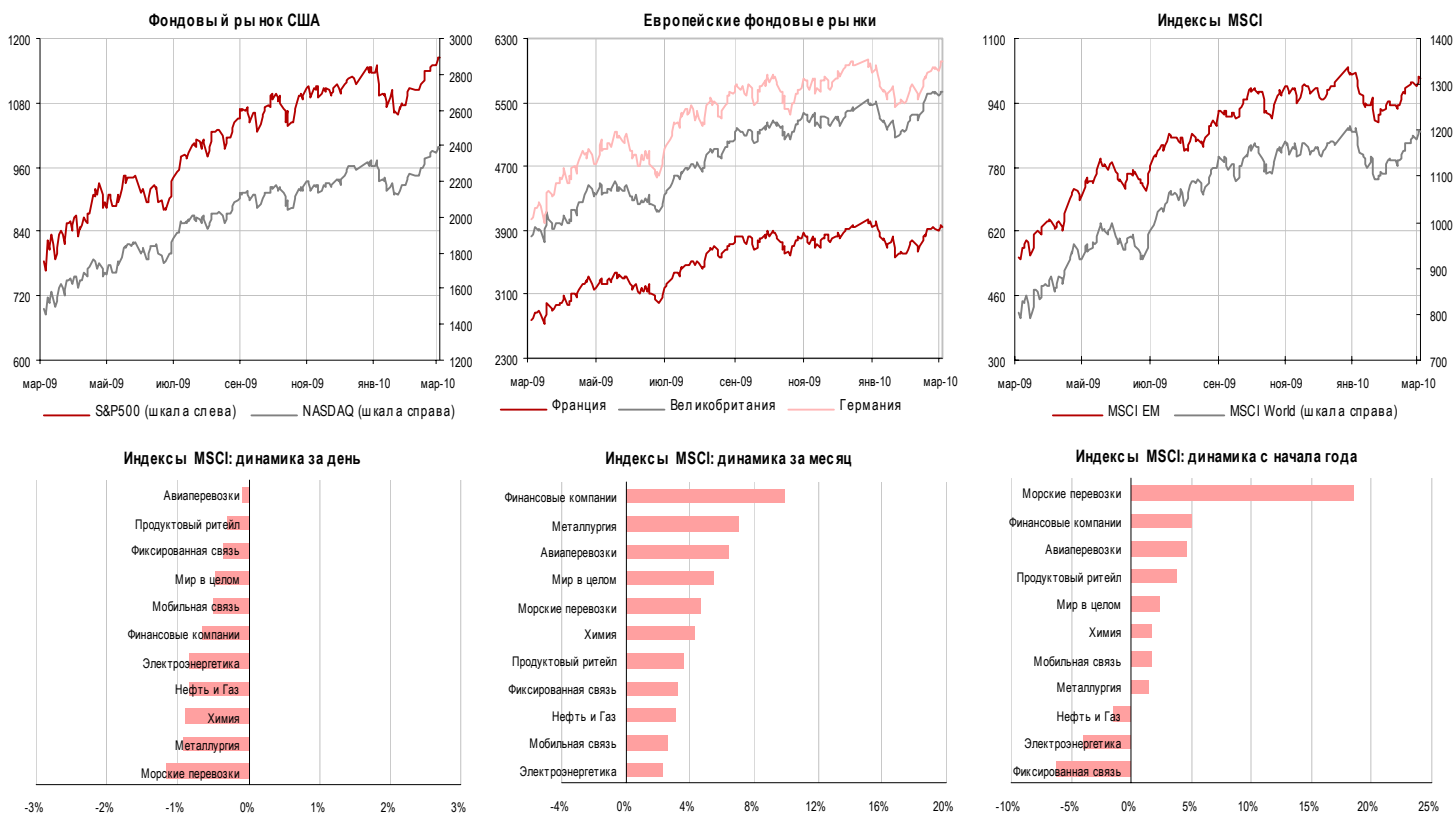 Фондовый рынок США
1200
1080
960
840
720
600
3000
2800
2600
2400
2200
2000
1800
1600
1400
1200
мар-09 май-09 июл-09 сен-09 ноя-09 янв-10 мар-10
S&P500 (шкала слева) NASDAQ (шкала справа)
Европейские фондовые рынки
6300
5500
4700
3900
3100
2300
мар-09 май-09 июл-09 сен-09 ноя-09 янв-10 мар-10
Франция Великобритания Германия
Индексы MSCI
1100
940
780
620
460
300
1400
1300
1200
1100
1000
900
800
700
мар-09 май-09 июл-09 сен-09 ноя-09 янв-10 мар-10
MSCI EM MSCI World (шкала справа)
Индексы MSCI: динамика за день
Авиаперевозки
Продуктовый ритейл
Фиксированная связь
Мир в целом
Мобильная связь
Финансовые компании
Электроэнергетика
Нефть и Газ
Химия
Металлургия
Морские перевозки
-3% -2% -1% 0% 1% 2% 3%
Индексы MSCI: динамика за месяц
Финансовые компании
Металлургия
Авиаперевозки
Мир в целом
Морские перевозки
Химия
Продуктовый ритейл
Фиксированная связь
Нефть и Газ
Мобильная связь
Электроэнергетика
-4% 0% 4% 8% 12% 16% 20%
Индексы MSCI: динамика с начала года
Морские перевозки
Финансовые компании
Авиаперевозки
Продуктовый ритейл
Мир в целом
Химия
Мобильная связь
Металлургия
Нефть и Газ
Электроэнергетика
Фиксированная связь
-10% -5% 0% 5% 10% 15% 20% 25%